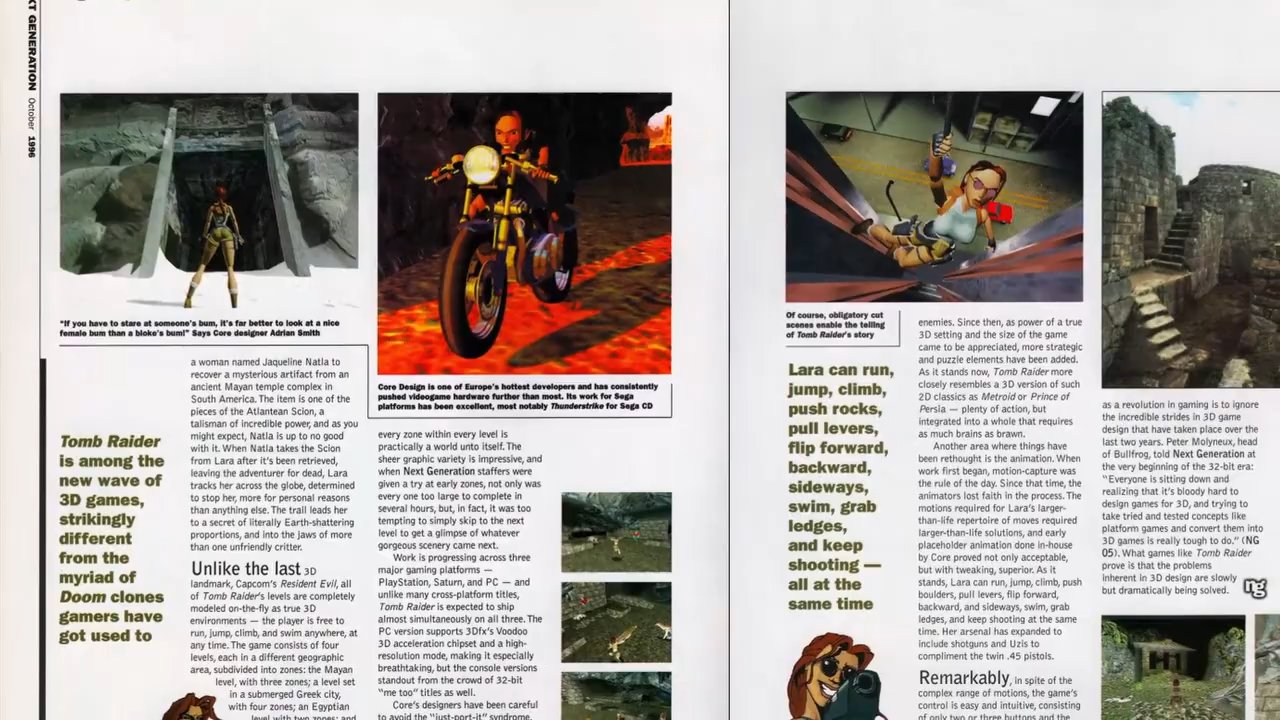 NEXT GENERATION October 1996
"If you have to stare at someone's bum, it's far better to look at a nice
female bum than a bloke's bum!" Says Core designer Adrian Smith
Core Design is one of Europe's hottest developers and has consistently
pushed videogame hardware further than most. Its work for Sega
platforms has been excellent, most notably Thunderstrike for Sega CD
Tomb Raider
is among the
new wave of
3D games,
strikingly
different
from the
myriad of
Doom clones
gamers have
got used to
a woman named Jaqueline Natla to
recover a mysterious artifact from an
ancient Mayan temple complex in
South America. The item is one of the
pieces of the Atlantean Scion, a
talisman of incredible power, and as you
might expect, Natla is up to no good
with it. When Natla takes the Scion
from Lara after it's been retrieved,
leaving the adventurer for dead, Lara
tracks her across the globe, determined
to stop her, more for personal reasons
than anything else. The trail leads her
to a secret of literally Earth-shattering
proportions, and into the jaws of more
than one unfriendly critter.
Unlike the last 3D
landmark, Capcom's Resident Evil, all
of Tomb Raider's levels are completely
modeled on-the-fly as true 3D
environments — the player is free to
run, jump, climb, and swim anywhere, at
any time. The game consists of four
levels, each in a different geographic
area, subdivided into zones: the Mayan
level, with three zones; a level set
in a submerged Greek city,
with four zones; an Egyptian
level with two zones; and
every zone within every level is
practically a world unto itself. The
sheer graphic variety is impressive, and
when Next Generation staffers were
given a try at early zones, not only was
every one too large to complete in
several hours, but, in fact, it was too
tempting to simply skip to the next
level to get a glimpse of whatever
gorgeous scenery came next.
Work is progressing across three
major gaming platforms —
PlayStation, Saturn, and PC — and
unlike many cross-platform titles,
Tomb Raider is expected to ship
almost simultaneously on all three. The
PC version supports 3Dfx's Voodoo
3D acceleration chipset and a high-
resolution mode, making it especially
breathtaking, but the console versions
standout from the crowd of 32-bit
"me too" titles as well.
Core's designers have been careful
to avoid the "just-port-it" syndrome,
Of course, obligatory cut
scenes enable the telling
of Tomb Raider's story
Lara can run,
jump, climb,
push rocks,
pull levers,
flip forward,
backward,
sideways,
swim, grab
ledges,
and keep
shooting —
all at the
same time
enemies. Since then, as power of a true
3D setting and the size of the game
came to be appreciated, more strategic
and puzzle elements have been added.
As it stands now, Tomb Raider more
closely resembles a 3D version of such
2D classics as Metroid or Prince of
Persia — plenty of action, but
integrated into a whole that requires
as much brains as brawn.
Another area where things have
been rethought is the animation. When
work first began, motion-capture was
the rule of the day. Since that time, the
animators lost faith in the process. The
motions required for Lara's larger-
than-life repertoire of moves required
larger-than-life solutions, and early
placeholder animation done in-house
by Core proved not only acceptable,
but with tweaking, superior. As it
stands, Lara can run, jump, climb, push
boulders, pull levers, flip forward,
backward, and sideways, swim, grab
ledges, and keep shooting at the same
time. Her arsenal has expanded to
include shotguns and Uzis to
compliment the twin .45 pistols.
Remarkably, in spite of the
complex range of motions, the game's
control is easy and intuitive, consisting
of only two or three buttons and the
as a revolution in gaming is to ignore
the incredible strides in 3D game
design that have taken place over the
last two years. Peter Molyneux, head
of Bullfrog, told Next Generation at
the very beginning of the 32-bit era:
"Everyone is sitting down and
realizing that it's bloody hard to
design games for 3D, and trying to
take tried and tested concepts like
platform games and convert them into
3D games is really tough to do." (NG
05). What games like Tomb Raider
prove is that the problems
inherent in 3D design are slowly
but dramatically being solved.
ng